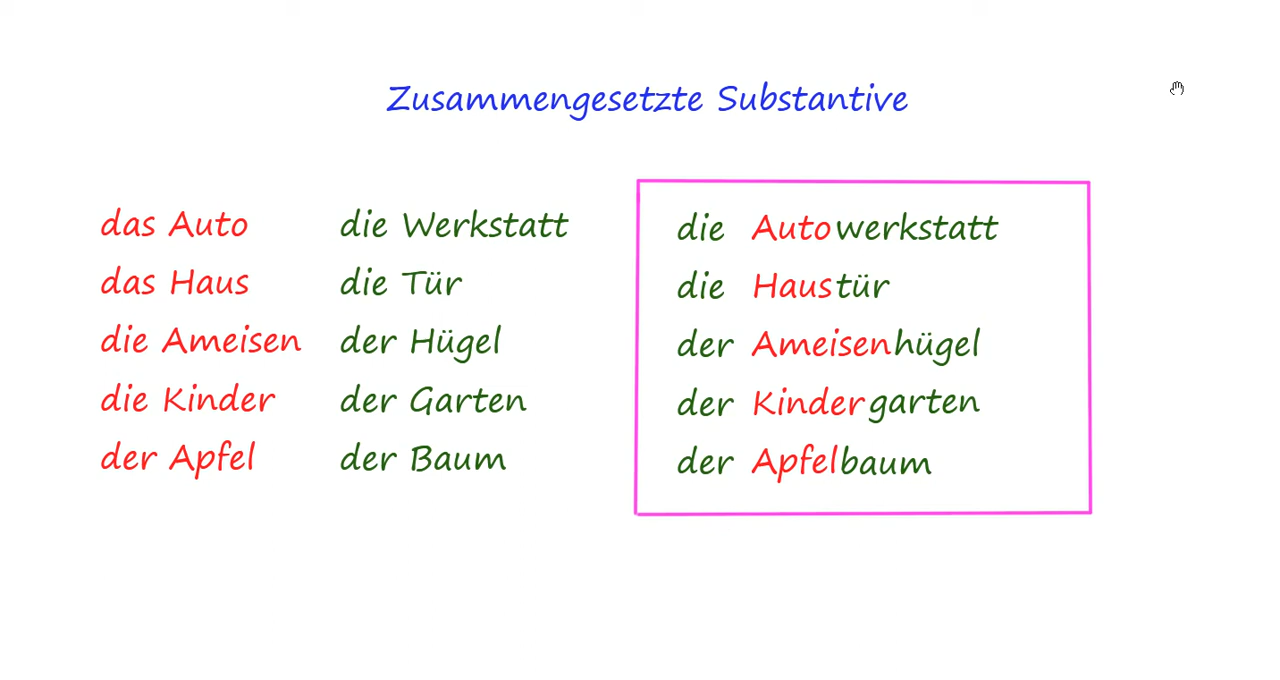 Zusammengesetzte Substantive
das Auto die Werkstatt die Autowerkstatt
das Haus die Tür die Haustür
die Ameisen der Hügel der Ameisenhügel
die Kinder der Garten der Kindergarten
der Apfel der Baum der Apfelbaum